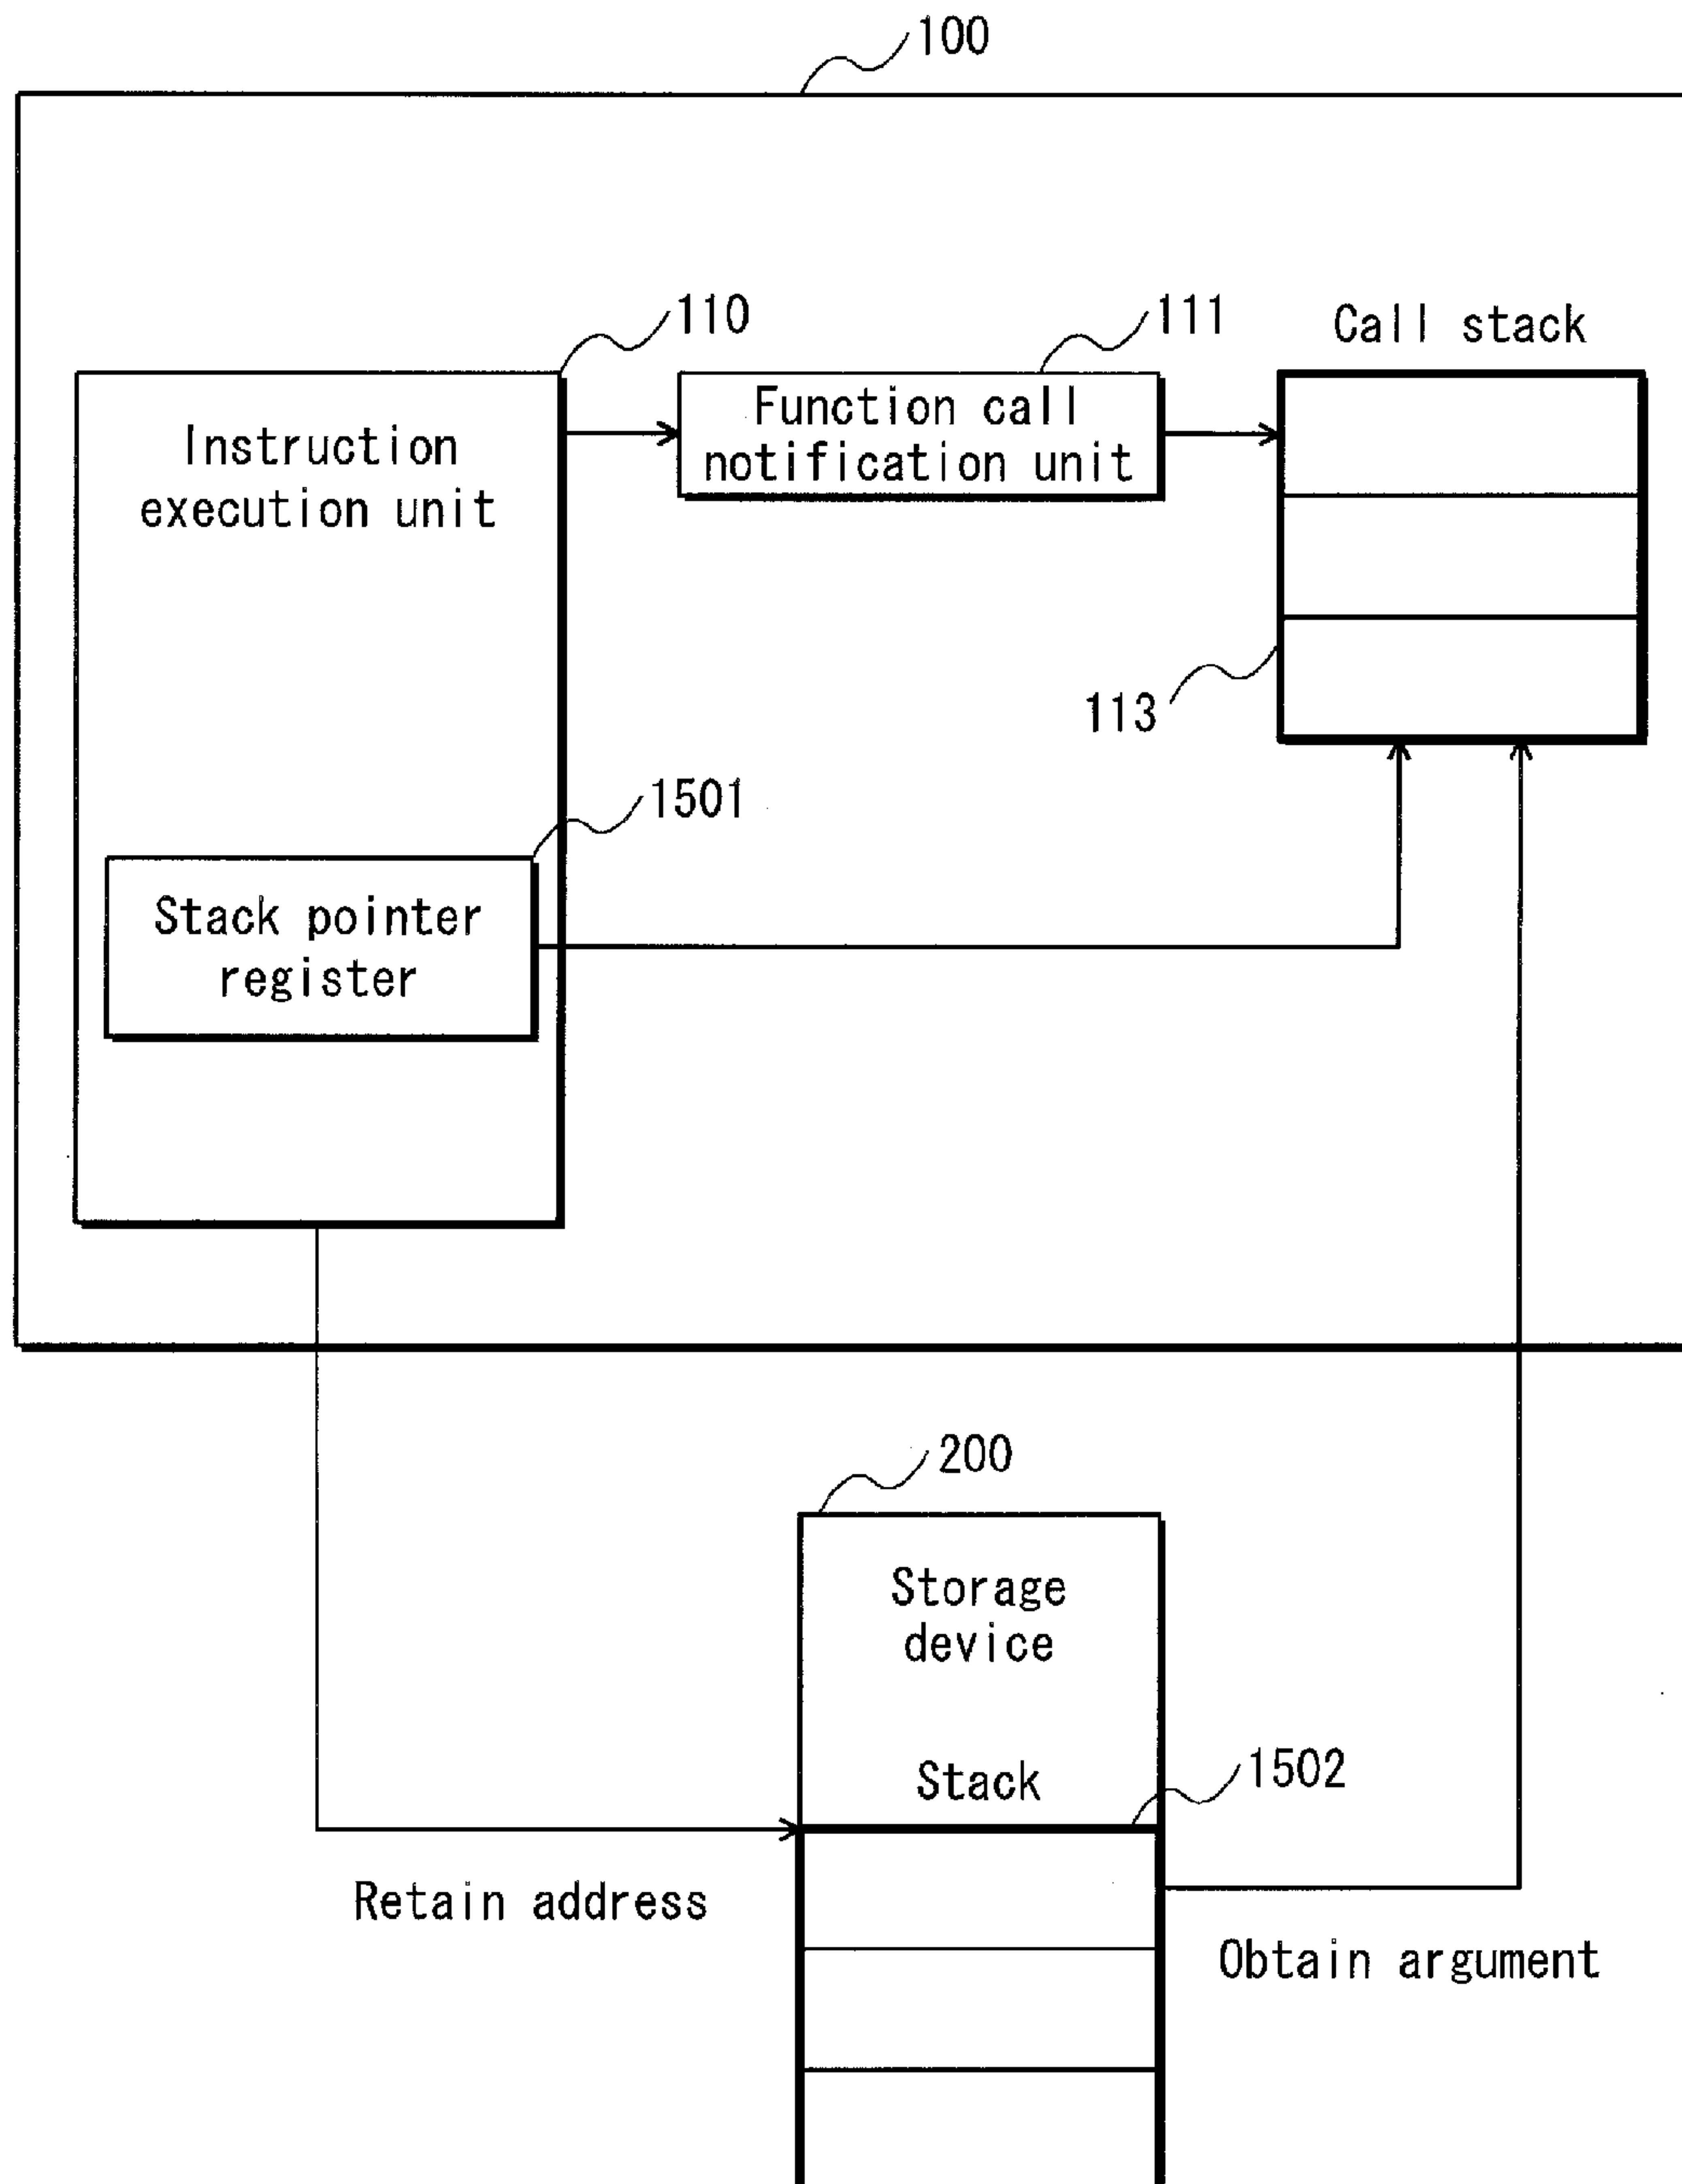 100
110
111
Call stack
Function call
notification unit
Instruction
execution unit
113
1501
Stack pointer
register
200
Storage
device
Stack
1502
Retain address
Obtain argument